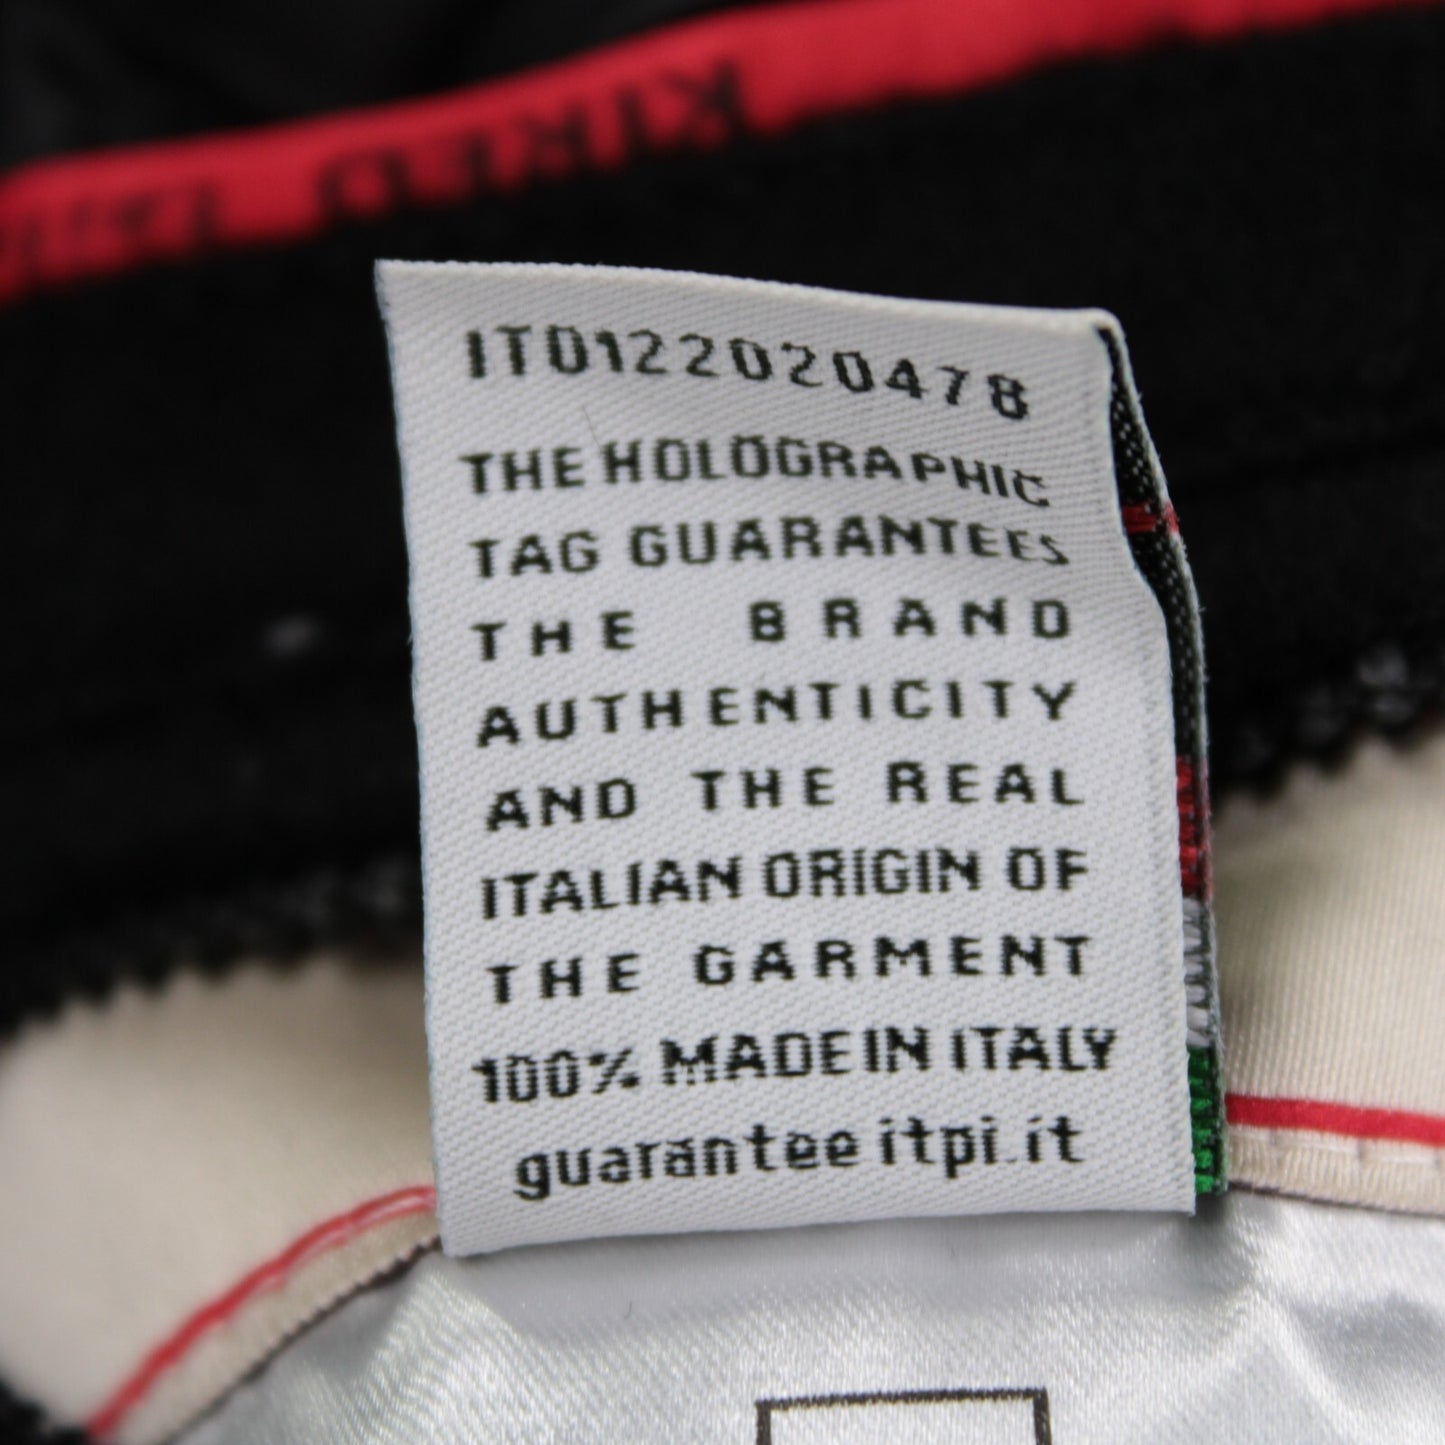 KIRED
IT0122020478
THE HOLOGRAPHIC
TAG GUARANTEES
THE BRAND
AUTHENTICITY
AND THE REAL
ITALIAN ORIGIN OF
THE GARMENT
100% MADE IN ITALY
guarantee itpi.it